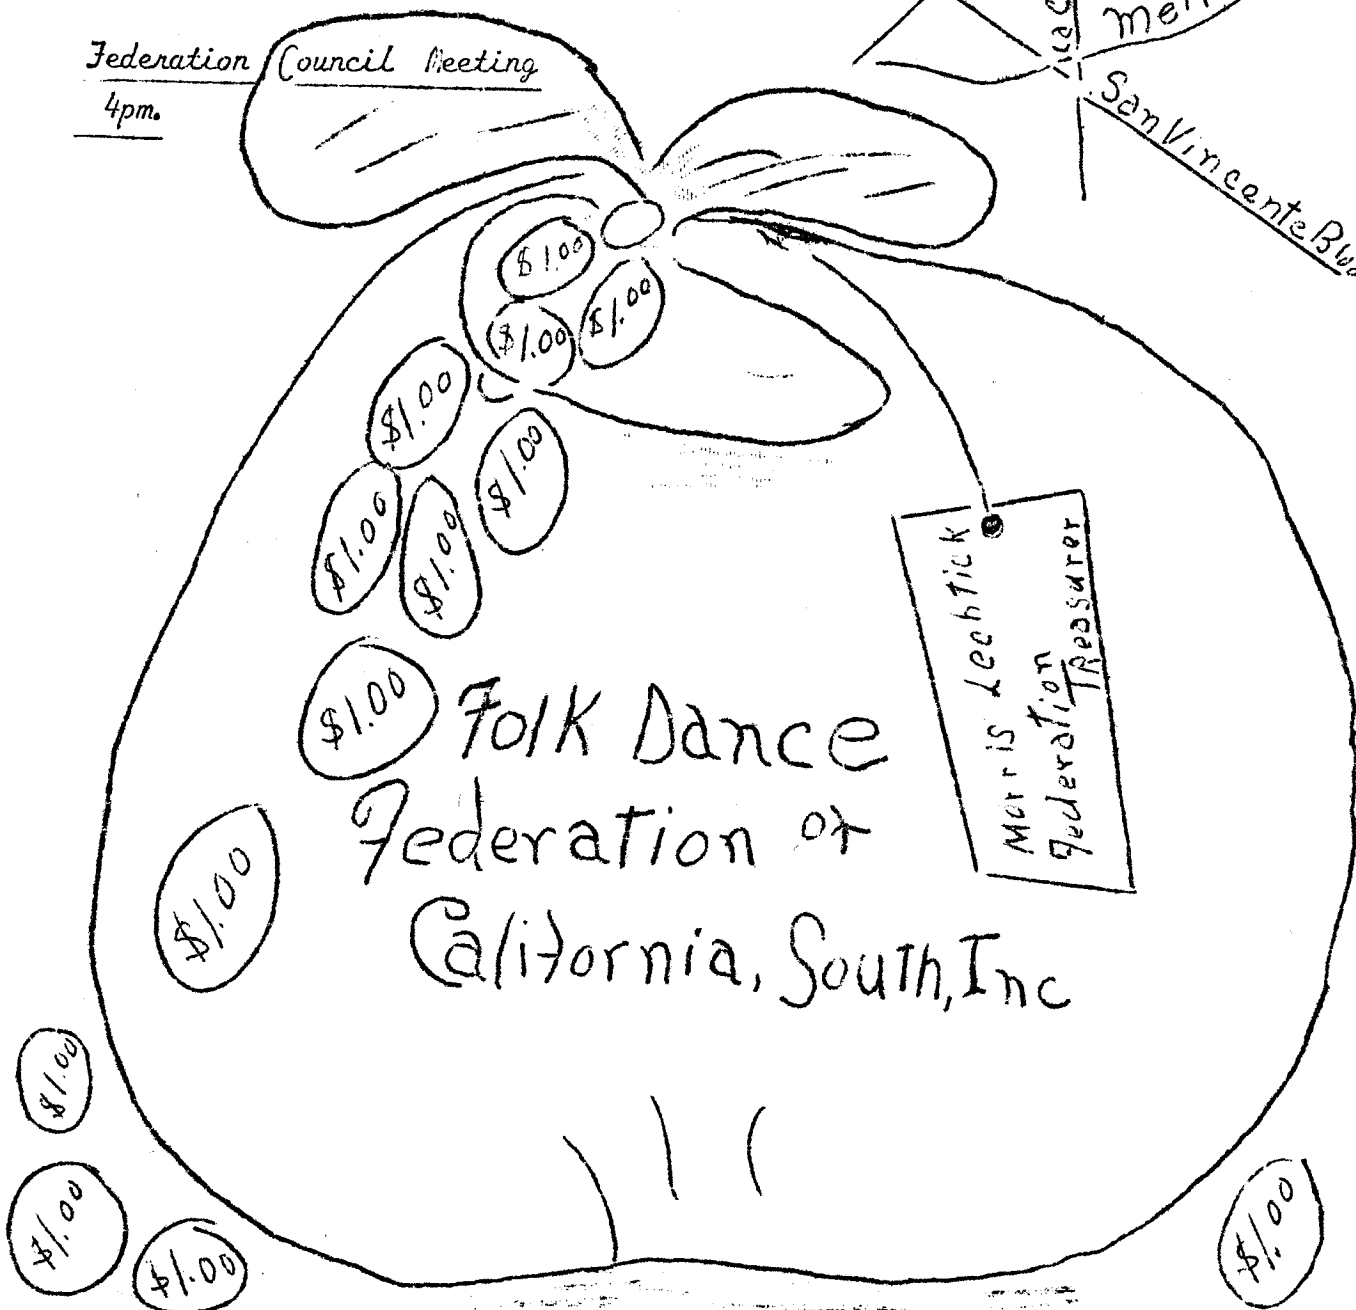 Federation Council Meeting
4pm.
San Vincente
$1.00
$1.00
$1.00
$1.00
$1.00
$1.00
$1.00
$1.00
Folk Dance
Federation of
California, South, Inc
Morris Lechtick
Federation
Treasurer
$1.00
$1.00
$1.00
$1.00
$1.00